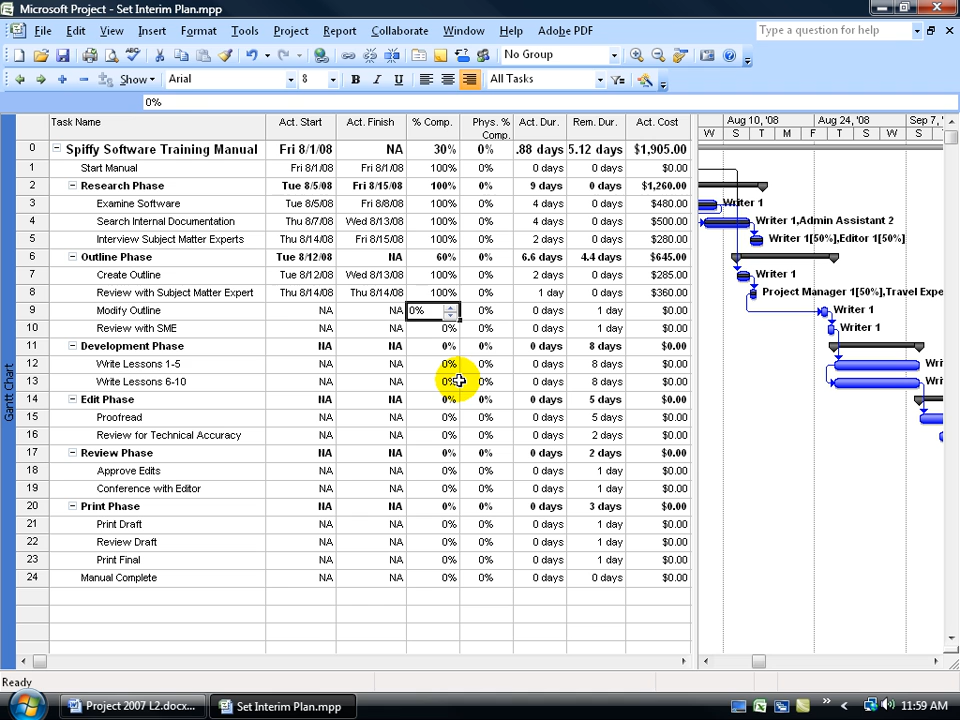 Microsoft Project - Set Interim Plan.mpp
File Edit View Insert Format Tools Project Report Collaborate Window Help Adobe PDF Type a question for help
No Group
Show Arial 8 B I U All Tasks
0%
Task Name Act. Start Act. Finish % Comp. Phys. % Comp. Act. Dur. Rem. Dur. Act. Cost
Aug 10, '08 Aug 24, '08 Sep 7, '08
W S T M F T S W S T
0 Spiffy Software Training Manual Fri 8/1/08 NA 30% 0% .88 days 5.12 days $1,905.00
1 Start Manual Fri 8/1/08 Fri 8/1/08 100% 0% 0 days 0 days $0.00
2 Research Phase Tue 8/5/08 Fri 8/15/08 100% 0% 9 days 0 days $1,260.00
3 Examine Software Tue 8/5/08 Fri 8/8/08 100% 0% 4 days 0 days $480.00 Writer 1
4 Search Internal Documentation Thu 8/7/08 Wed 8/13/08 100% 0% 4 days 0 days $500.00 Writer 1,Admin Assistant 2
5 Interview Subject Matter Experts Thu 8/14/08 Fri 8/15/08 100% 0% 2 days 0 days $280.00 Writer 1[50%],Editor 1[50%]
6 Outline Phase Tue 8/12/08 NA 60% 0% 6.6 days 4.4 days $645.00
7 Create Outline Tue 8/12/08 Wed 8/13/08 100% 0% 2 days 0 days $285.00 Writer 1
8 Review with Subject Matter Expert Thu 8/14/08 Thu 8/14/08 100% 0% 1 day 0 days $360.00 Project Manager 1[50%],Travel Expe
9 Modify Outline NA NA 0% 0% 0 days 1 day $0.00 Writer 1
10 Review with SME NA NA 0% 0% 0 days 1 day $0.00 Writer 1
11 Development Phase NA NA 0% 0% 0 days 8 days $0.00
12 Write Lessons 1-5 NA NA 0% 0% 0 days 8 days $0.00 Wri
13 Write Lessons 6-10 NA NA 0% 0% 0 days 8 days $0.00 Wri
14 Edit Phase NA NA 0% 0% 0 days 5 days $0.00
15 Proofread NA NA 0% 0% 0 days 5 days $0.00
16 Review for Technical Accuracy NA NA 0% 0% 0 days 2 days $0.00
17 Review Phase NA NA 0% 0% 0 days 2 days $0.00
18 Approve Edits NA NA 0% 0% 0 days 1 day $0.00
19 Conference with Editor NA NA 0% 0% 0 days 1 day $0.00
20 Print Phase NA NA 0% 0% 0 days 3 days $0.00
21 Print Draft NA NA 0% 0% 0 days 1 day $0.00
22 Review Draft NA NA 0% 0% 0 days 1 day $0.00
23 Print Final NA NA 0% 0% 0 days 1 day $0.00
24 Manual Complete NA NA 0% 0% 0 days 0 days $0.00
Gantt Chart
Ready
Project 2007 L2.docx... Set Interim Plan.mpp 11:59 AM